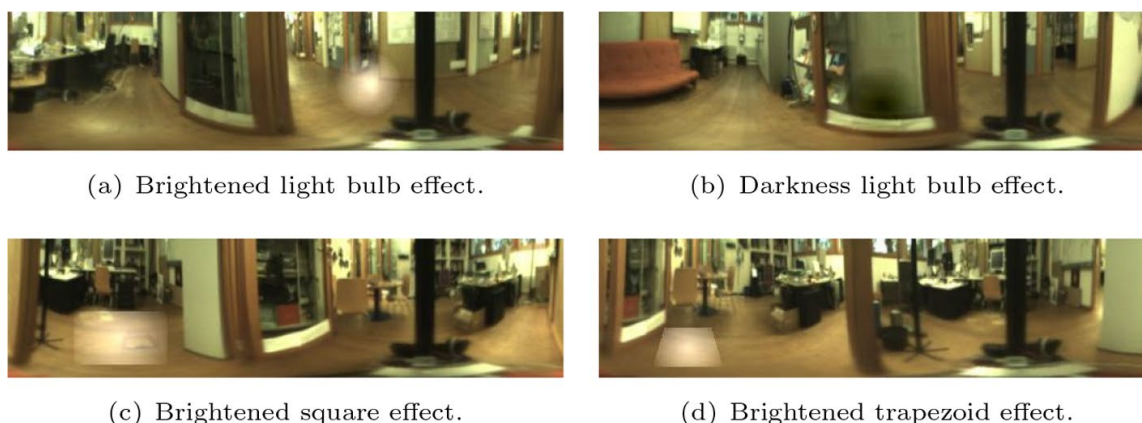 (a) Brightened light bulb effect.
(b) Darkness light bulb effect.
(c) Brightened square effect.
(d) Brightened trapezoid effect.